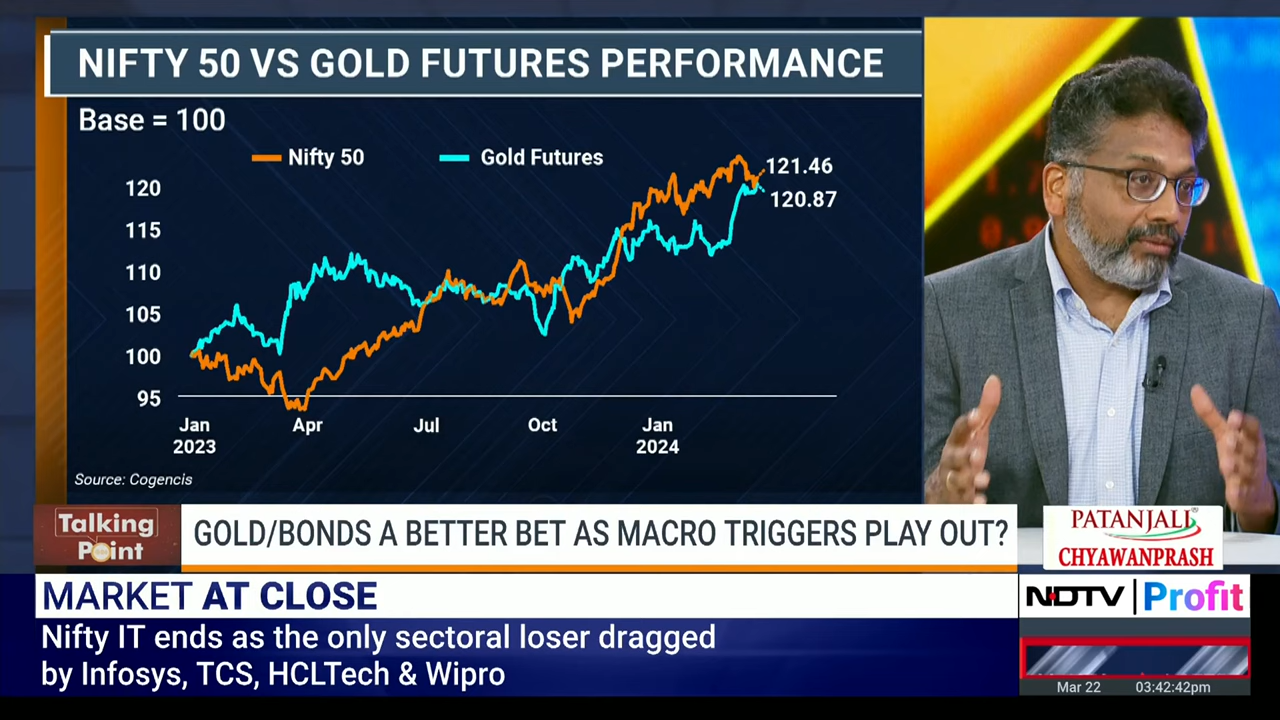 NIFTY 50 VS GOLD FUTURES PERFORMANCE
Base = 100
Nifty 50
Gold Futures
121.46
120.87
120
115
110
105
100
95
Jan
2023
Apr
Jul
Oct
Jan
2024
Source: Cogencis
Talking
Point
GOLD/BONDS A BETTER BET AS MACRO TRIGGERS PLAY OUT?
PATANJALI
CHYAWANPRASH
MARKET AT CLOSE
Nifty IT ends as the only sectoral loser dragged
by Infosys, TCS, HCLTech & Wipro
NDTV Profit
Mar 22 03:42:42pm